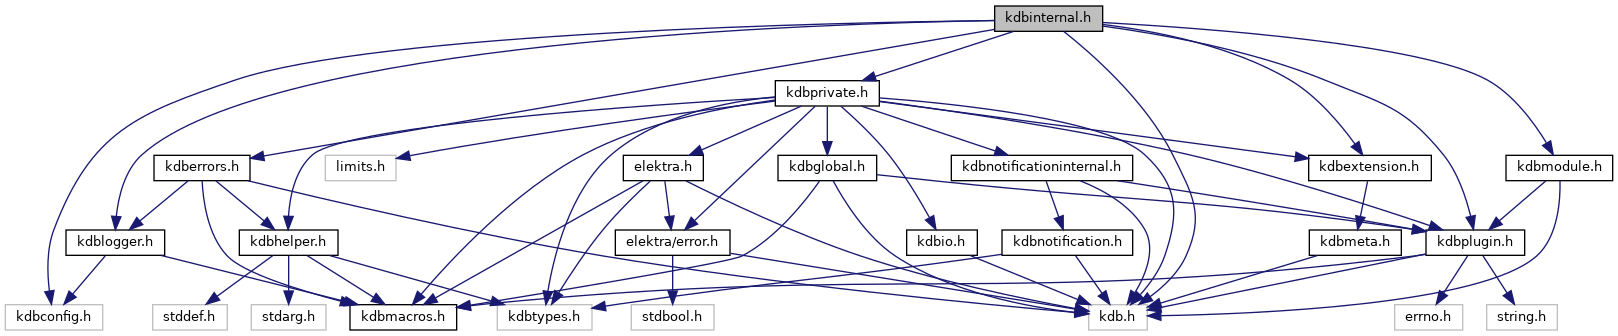 kdbinternal.h
kdbprivate.h
kdberrors.h
limits.h
elektra.h
kdbglobal.h
kdbnotificationinternal.h
kdbextension.h
kdbmodule.h
kdblogger.h
kdbhelper.h
elektra/error.h
kdbio.h
kdbnotification.h
kdbmeta.h
kdbplugin.h
kdbconfig.h
stddef.h
stdarg.h
kdbmacros.h
kdbtypes.h
stdbool.h
kdb.h
errno.h
string.h